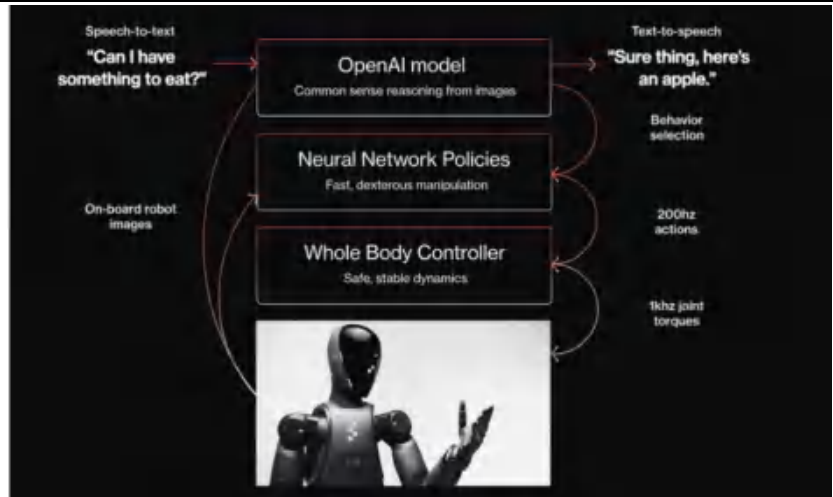 Speech-to-text
"Can I have
something to eat?"
OpenAI model
Common sense reasoning from images
Text-to-speech
"Sure thing, here's
an apple."
Behavior
selection
Neural Network Policies
Fast, dexterous manipulation
On-board robot
images
200hz
actions
Whole Body Controller
Safe, stable dynamics
1khz joint
torques